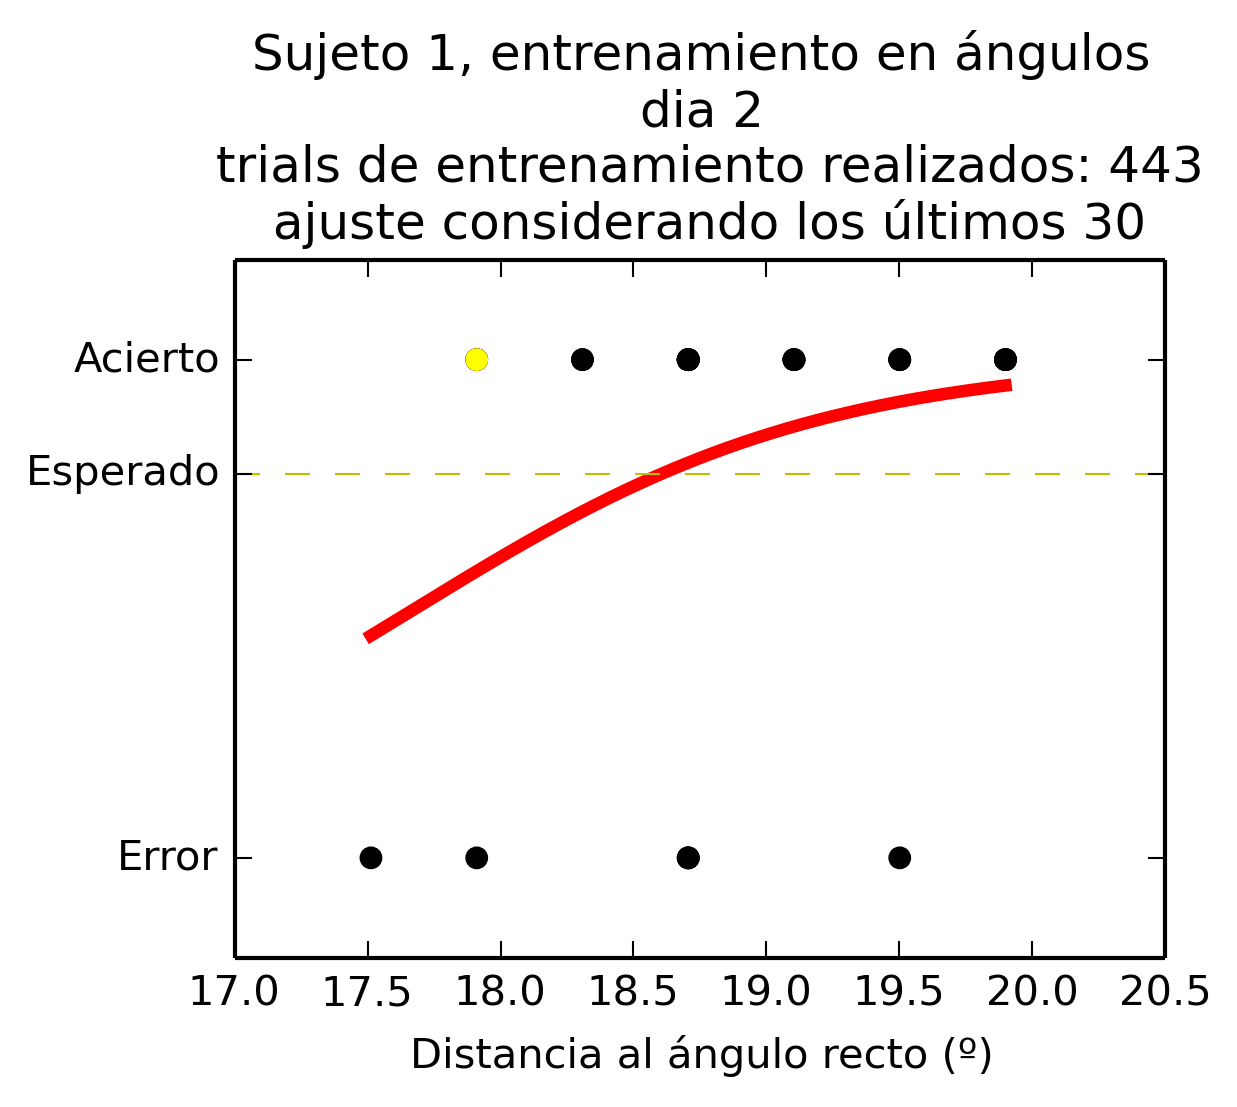 Sujeto 1, entrenamiento en ángulos
dia 2
trials de entrenamiento realizados: 443
ajuste considerando los últimos 30
Acierto
Esperado
Error
17.0 17.5 18.0 18.5 19.0 19.5 20.0 20.5
Distancia al ángulo recto (º)